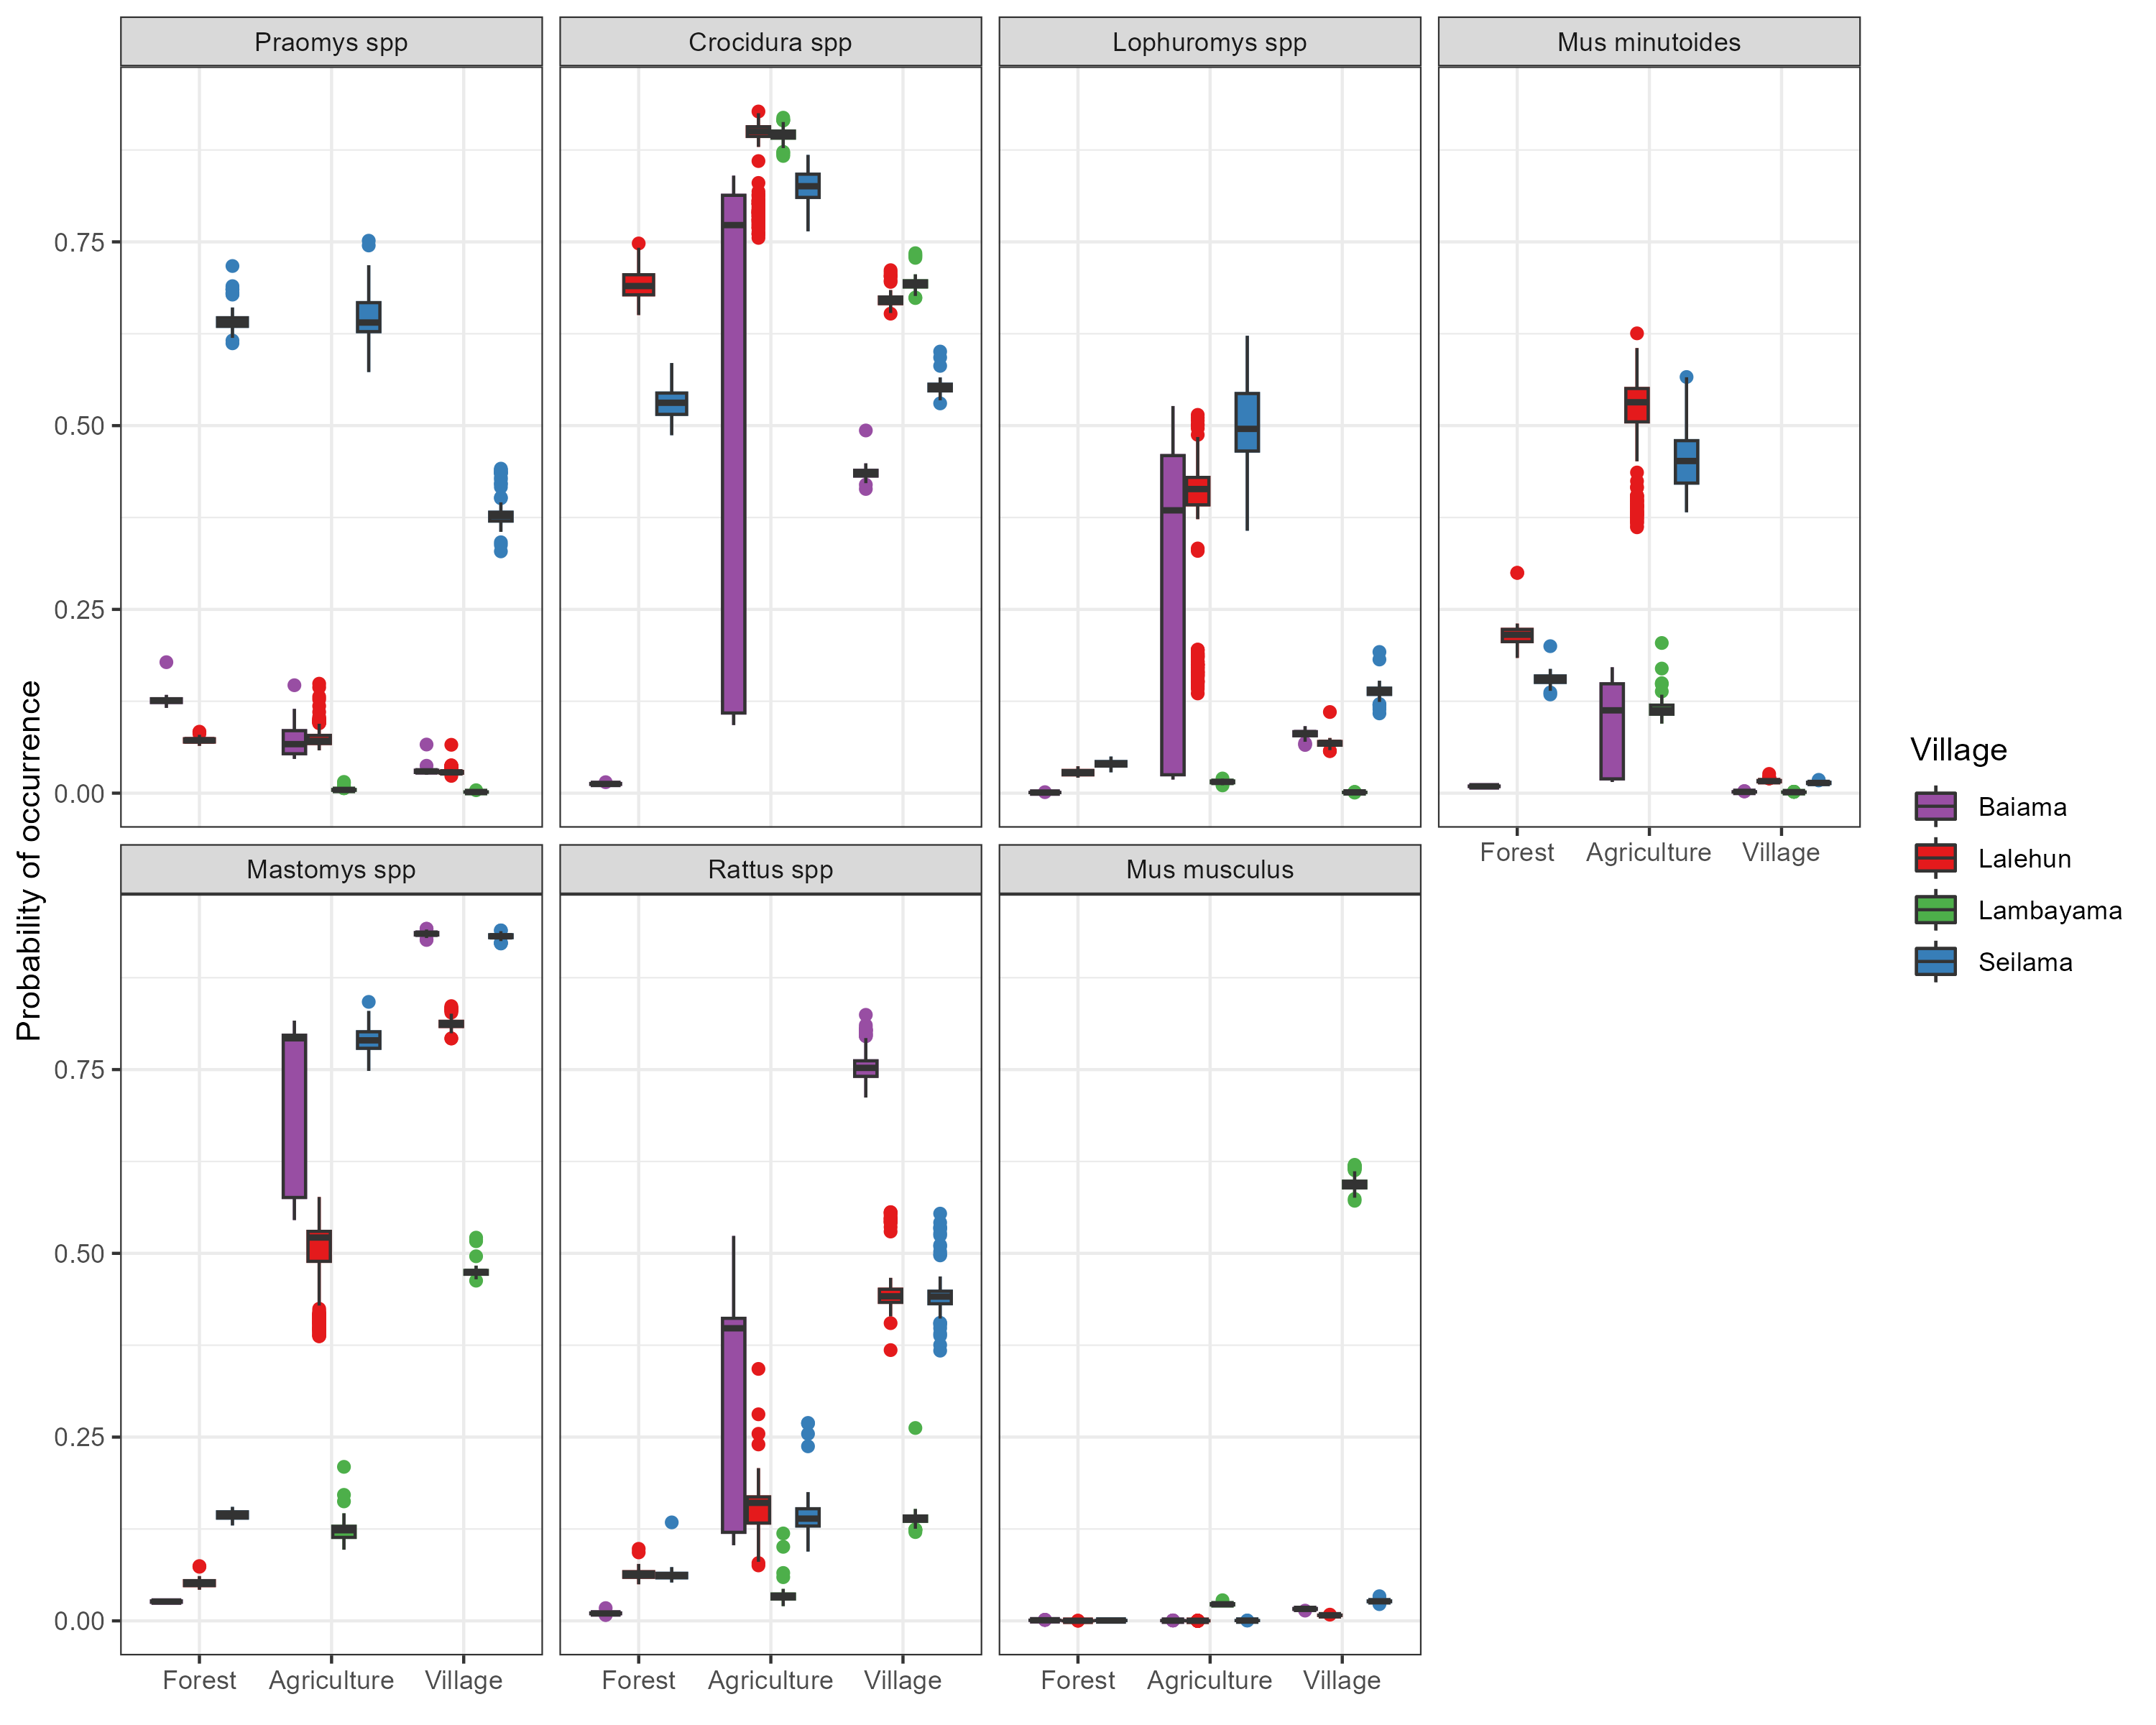 Praomys spp
Crocidura spp
Lophuromys spp
Mus minutoides
0.75
0.50
0.25
0.00
Forest Agriculture Village
Mastomys spp
Rattus spp
Mus musculus
0.75
0.50
0.25
0.00
Forest Agriculture Village
Forest Agriculture Village
Forest Agriculture Village
Probability of occurrence
Village
Baiama
Lalehun
Lambayama
Seilama